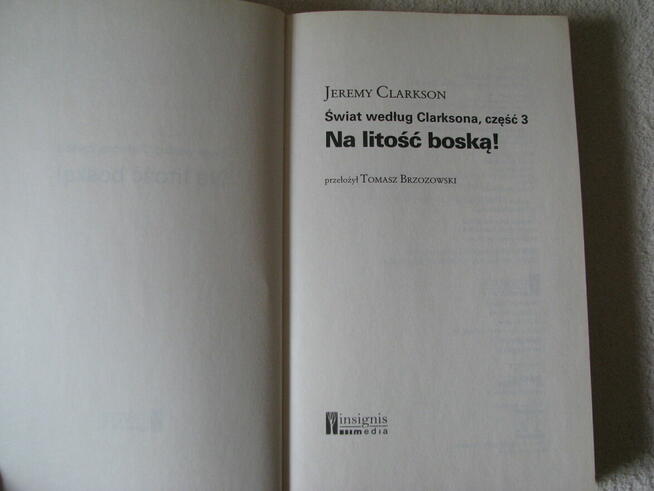 JEREMY CLARKSON
Świat według Clarksona, część 3
Na litość boską!
przełożył TOMASZ BRZOZOWSKI
insignis
media